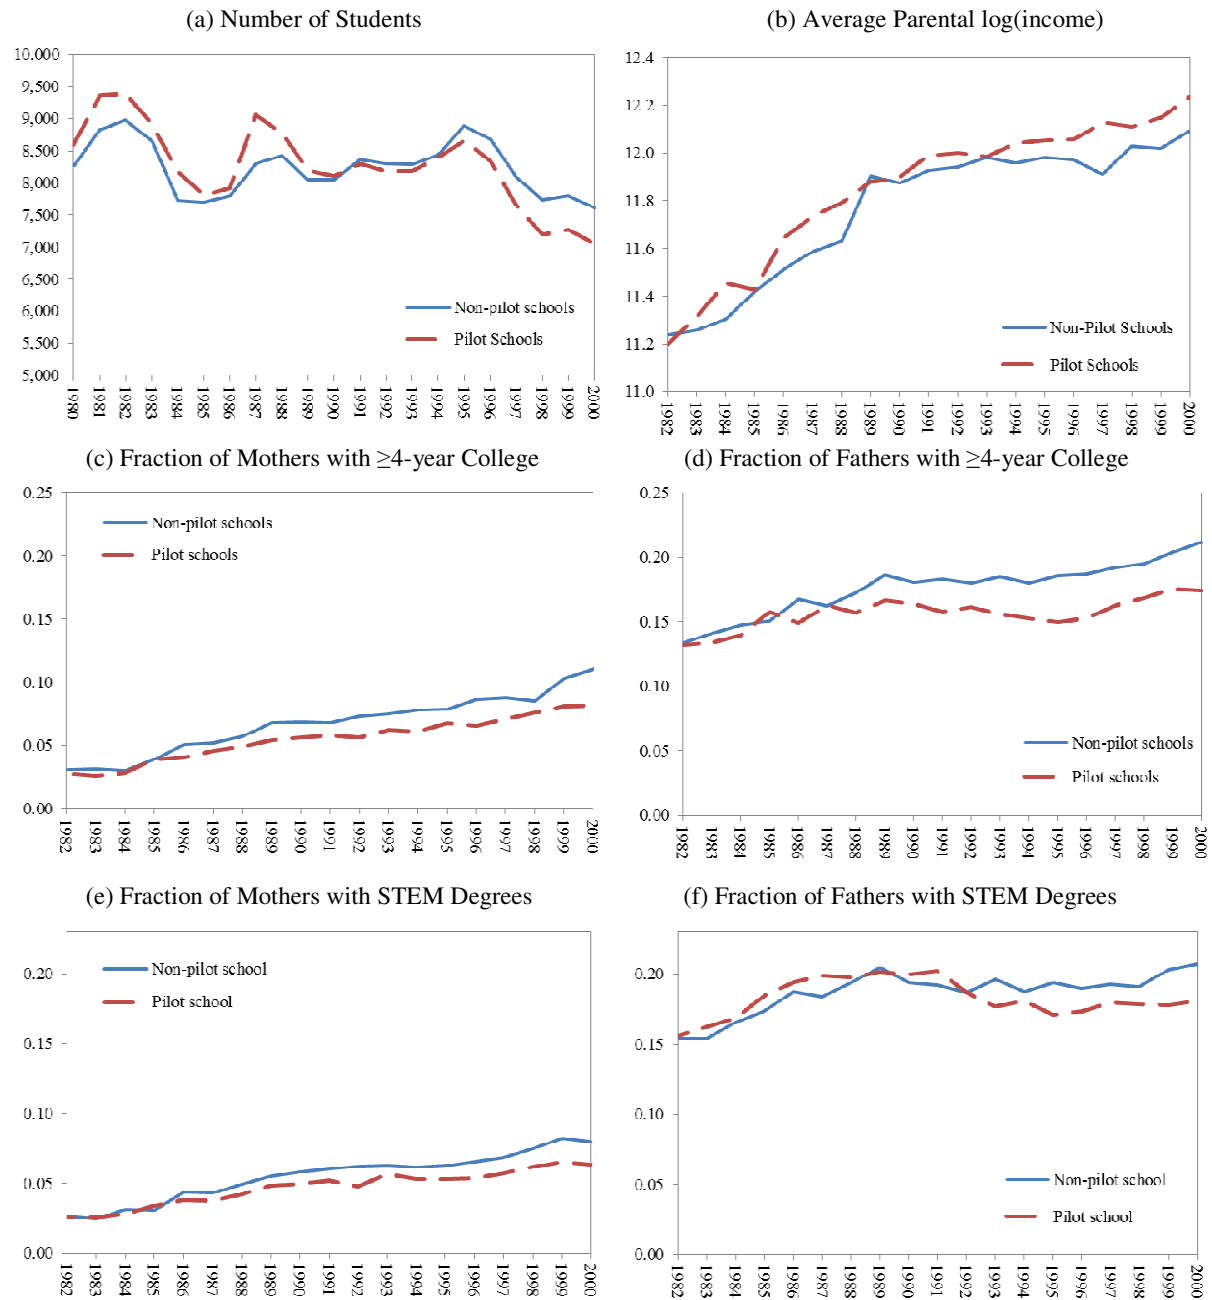 (a) Number of Students
10,000
9,500
9,000
8,500
8,000
7,500
7,000
6,500
6,000
5,500
5,000
Non-pilot schools
Pilot Schools
1980 1981 1982 1983 1984 1985 1986 1987 1988 1989 1990 1991 1992 1993 1994 1995 1996 1997 1998 1999 2000
(b) Average Parental log(income)
12.4
12.2
12.0
11.8
11.6
11.4
11.2
11.0
Non-Pilot Schools
Pilot Schools
1982 1983 1984 1985 1986 1987 1988 1989 1990 1991 1992 1993 1994 1995 1996 1997 1998 1999 2000
(c) Fraction of Mothers with ≥4-year College
0.25
0.20
0.15
0.10
0.05
0.00
Non-pilot schools
Pilot schools
1982 1983 1984 1985 1986 1987 1988 1989 1990 1991 1992 1993 1994 1995 1996 1997 1998 1999 2000
(d) Fraction of Fathers with ≥4-year College
0.25
0.20
0.15
0.10
0.05
0.00
Non-pilot schools
Pilot schools
1982 1983 1984 1985 1986 1987 1988 1989 1990 1991 1992 1993 1994 1995 1996 1997 1998 1999 2000
(e) Fraction of Mothers with STEM Degrees
0.20
0.15
0.10
0.05
0.00
Non-pilot school
Pilot school
1982 1983 1984 1985 1986 1987 1988 1989 1990 1991 1992 1993 1994 1995 1996 1997 1998 1999 2000
(f) Fraction of Fathers with STEM Degrees
0.20
0.15
0.10
0.05
0.00
Non-pilot school
Pilot school
1982 1983 1984 1985 1986 1987 1988 1989 1990 1991 1992 1993 1994 1995 1996 1997 1998 1999 2000